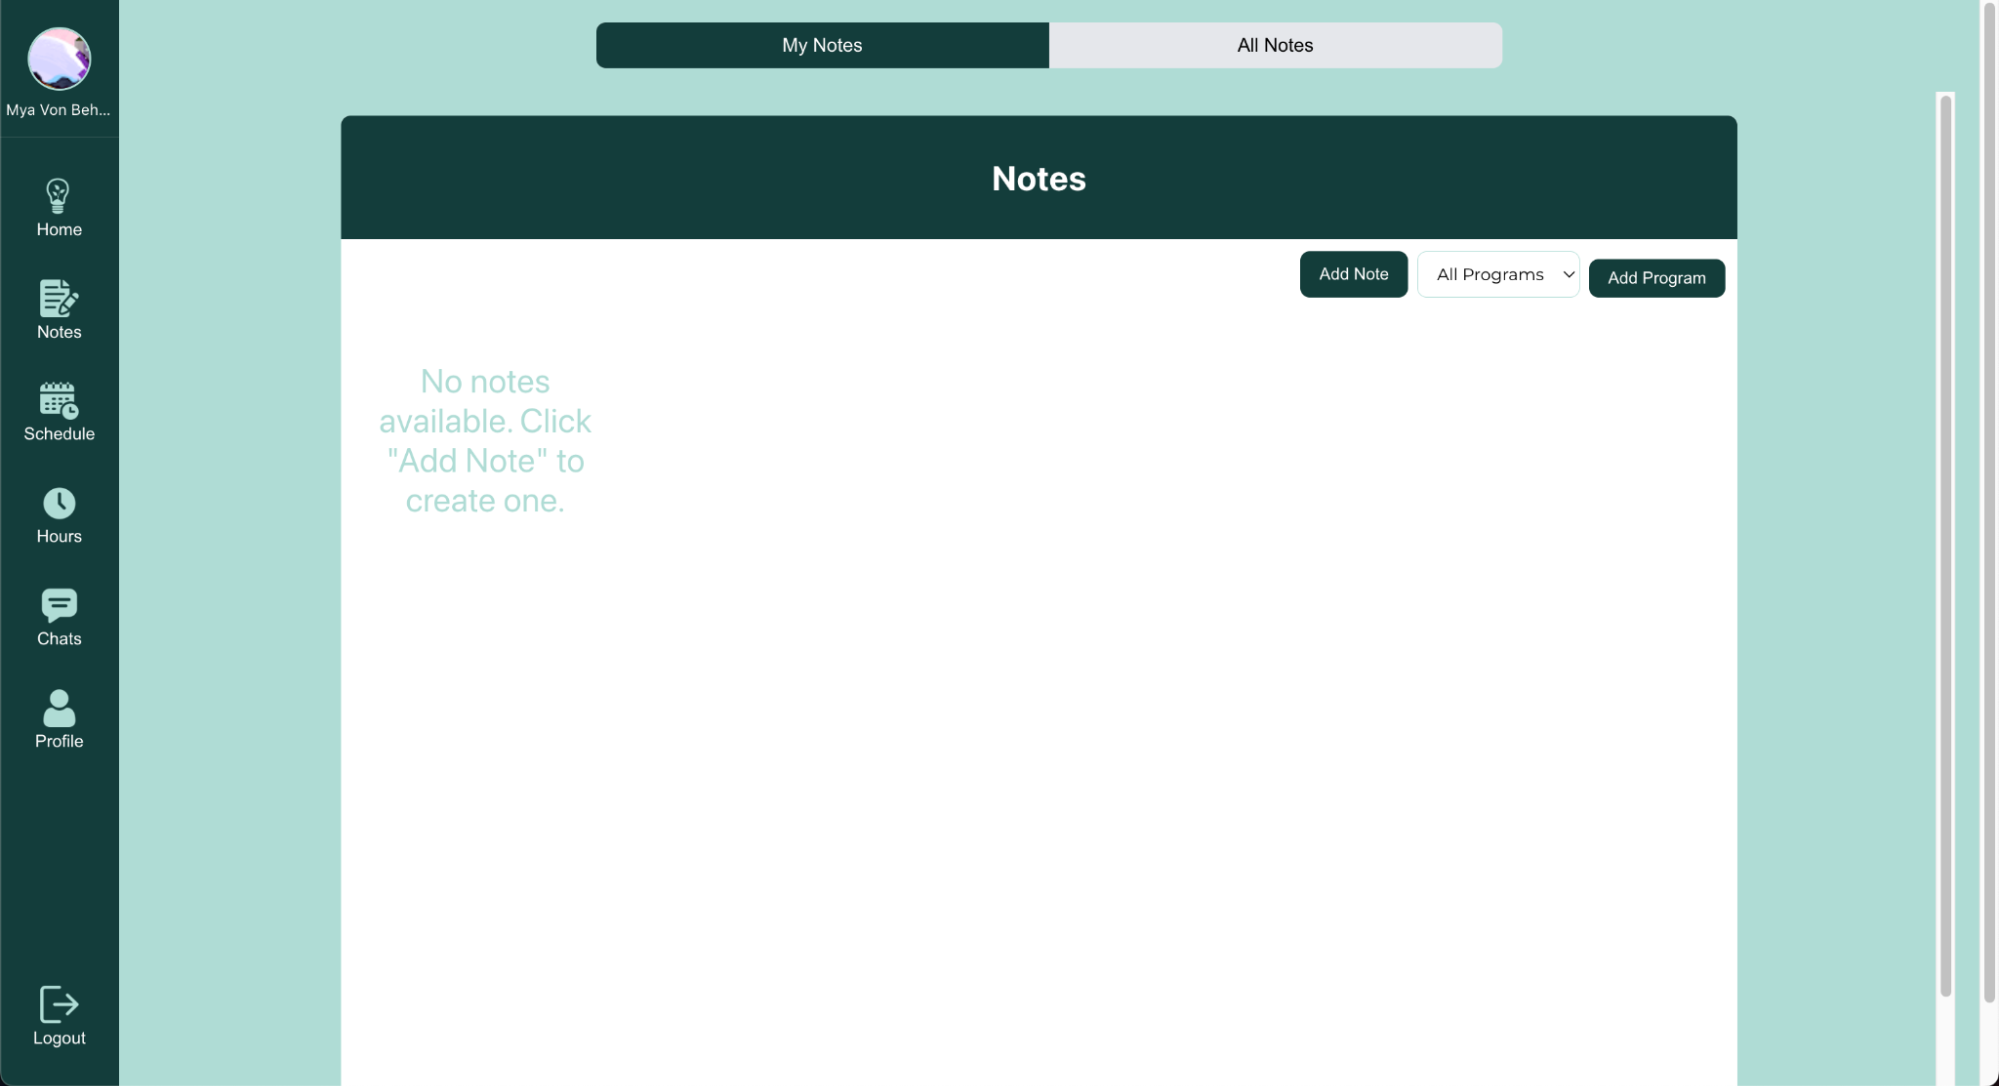 Mya Von Beh...
Home
Notes
Schedule
Hours
Chats
Profile
Logout
My Notes
All Notes
Notes
Add Note
All Programs
Add Program
No notes
available. Click
"Add Note" to
create one.